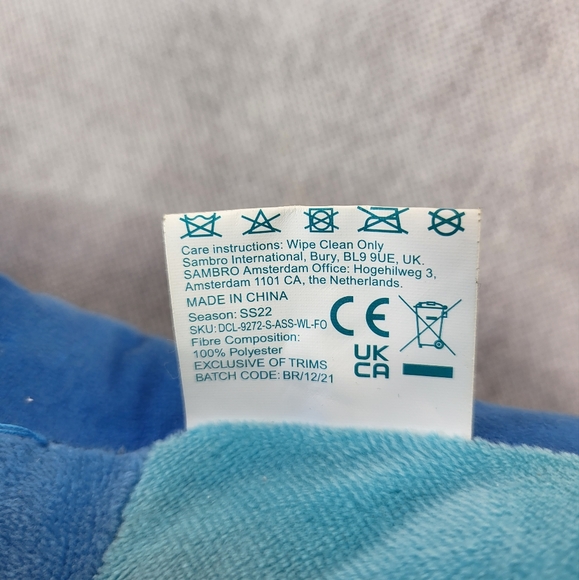 Care instructions: Wipe Clean Only
Sambro International, Bury, BL9 9UE, UK.
SAMBRO Amsterdam Office: Hogehilweg 3,
Amsterdam 1101 CA, the Netherlands.
MADE IN CHINA
Season: SS22
SKU: DCL-9272-S-ASS-WL-FO
Fibre Composition:
100% Polyester
EXCLUSIVE OF TRIMS
BATCH CODE: BR/12/21
CE
UK
CA